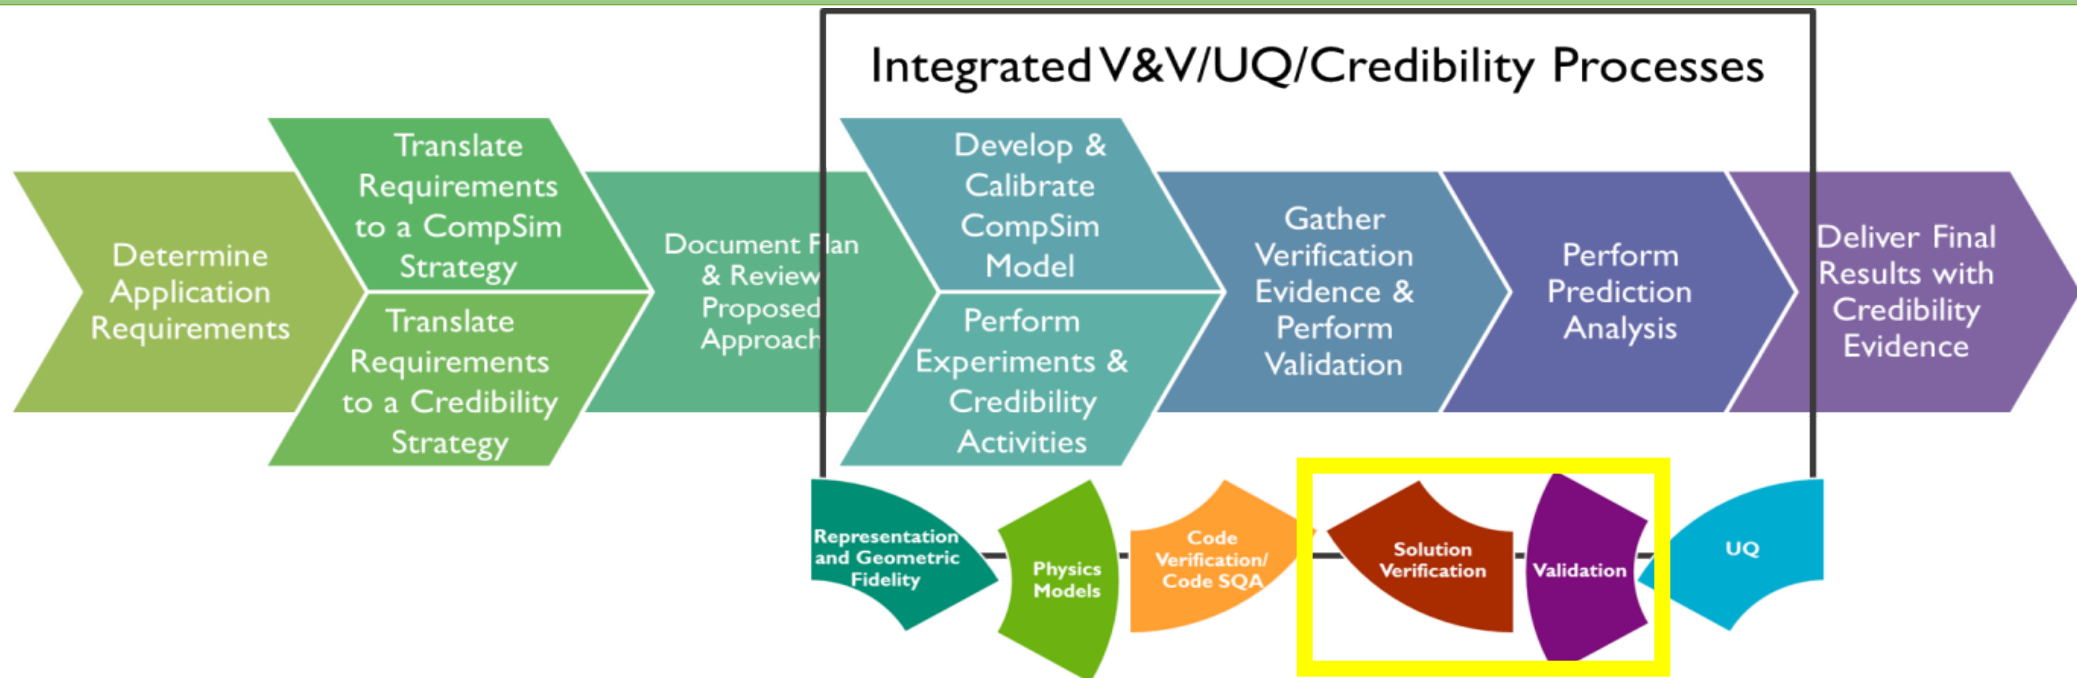 Integrated V&V/UQ/Credibility Processes
Determine
Application
Requirements
Translate
Requirements
to a CompSim
Strategy
Translate
Requirements
to a Credibility
Strategy
Document Plan
& Review
Proposed
Approach
Develop &
Calibrate
CompSim
Model
Perform
Experiments &
Credibility
Activities
Gather
Verification
Evidence &
Perform
Validation
Perform
Prediction
Analysis
Deliver Final
Results with
Credibility
Evidence
Representation
and Geometric
Fidelity
Physics
Models
Code
Verification/
Code SQA
Solution
Verification
Validation
UQ